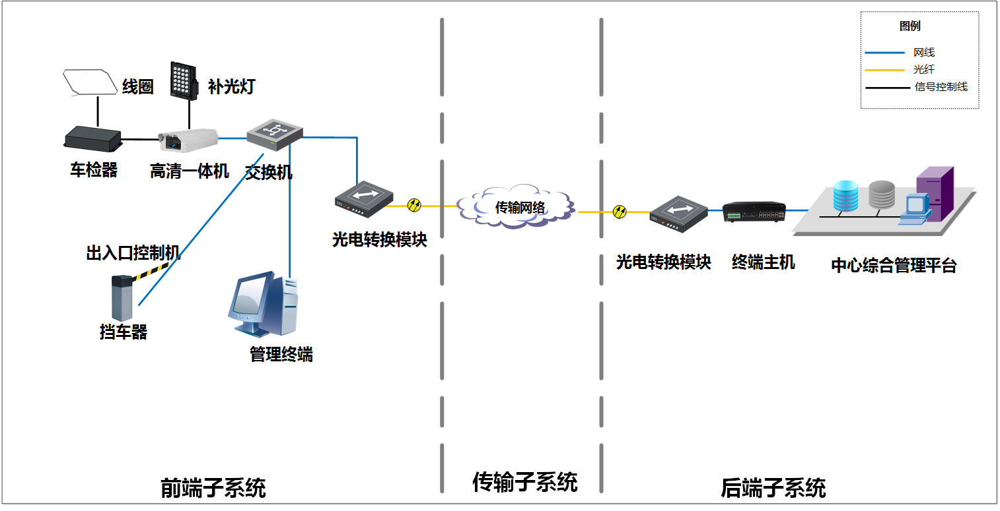 图例
网线
光纤
信号控制线
线圈
补光灯
车检器
高清一体机
交换机
光电转换模块
出入口控制机
挡车器
管理终端
传输网络
光电转换模块
终端主机
中心综合管理平台
前端子系统
传输子系统
后端子系统